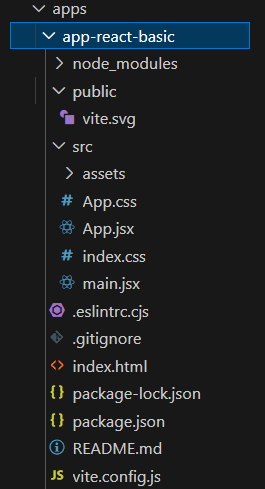 apps
app-react-basic
node_modules
public
vite.svg
src
assets
App.css
App.jsx
index.css
main.jsx
.eslintrc.cjs
.gitignore
index.html
package-lock.json
package.json
README.md
JS vite.config.js